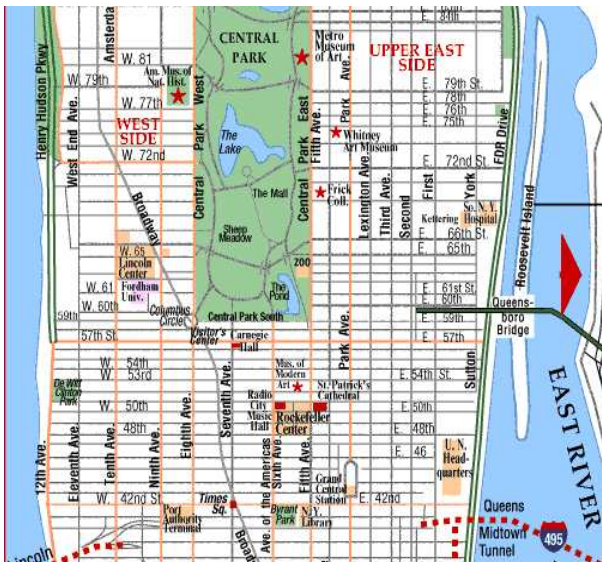 E. 84th
E. 81th
Amsterda
W. 81
W. 79th
Am. Mus. of
Nat. Hist.
W. 77th
WEST
SIDE
W. 72nd
Henry Hudson Pkwy
West End Ave.
Broadway
CENTRAL
PARK
Central Park West
The
Lake
The Mall
Sheep
Meadow
200
The
Pond
Central Park South
Central Park East
Metro
Museum
of Art
UPPER EAST
SIDE
Park Ave.
Fifth Ave.
E. 79th St.
E. 78th
E. 76th
E. 75th
Whitney
Art Museum
E. 72nd St.
Frick
Coll.
Lexington Ave.
Third Ave.
Second
First
York
FDR Drive
So. N.Y.
Hospital
Kettering
E. 66th St.
E. 65th
Roosevelt Island
W. 65
Lincoln
Center
W. 61
Fordham
Univ.
W. 60th
59th
Columbus
Circle
57th St.
Visitor's
Center
Carnegie
Hall
E. 61st St.
E. 60th
E. 59th
E. 57th
Queens-
boro
Bridge
Park Ave.
Sutton
W. 54th
W. 53rd
Mus. of
Modern
Art
E. 54th St.
St. Patrick's
Cathedral
De Witt
Clinton
Park
W. 50th
Radio
City
Music
Hall
Rockefeller
Center
E. 50th
48th
E. 48th
E. 46
U. N.
Head-
quarters
12th Ave.
Eleventh Ave.
Tenth Ave.
Ninth Ave.
Eighth Ave.
Seventh Ave.
Ave. of the Americas
Sixth Ave.
Fifth Ave.
Grand
Central
Station
W. 42nd St.
Times
Sq.
E. 42nd
Port
Authority
Terminal
Byrant
Park
N.Y.
Library
EAST RIVER
Queens
Midtown
Tunnel
495
Lincoln
Broad